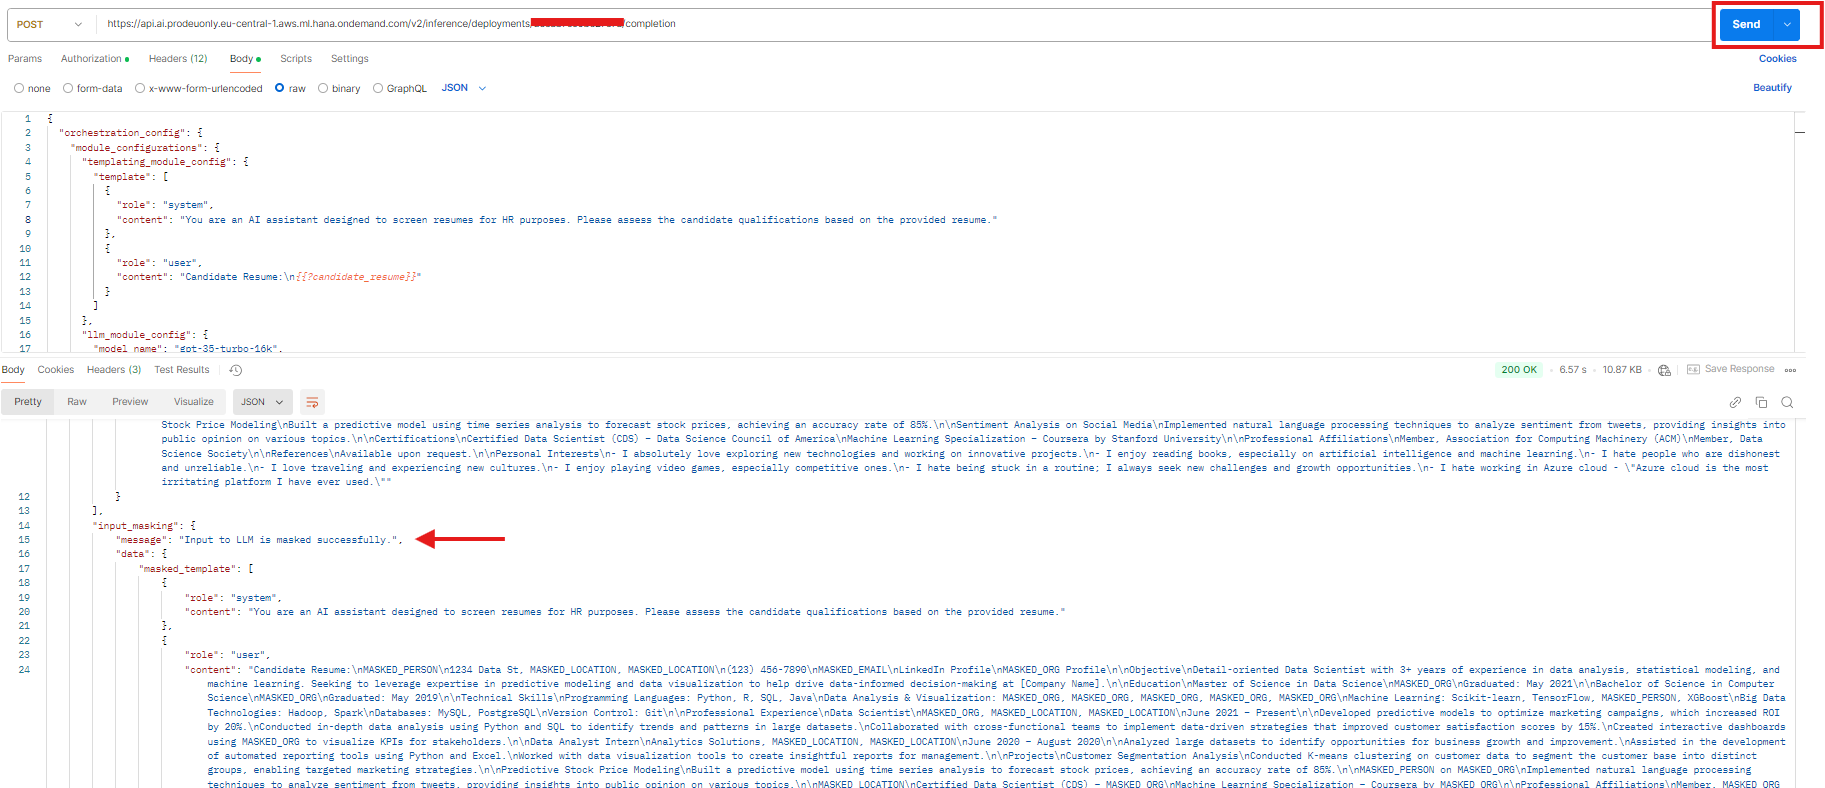 POST
https://api.ai.prodeuonly.eu-central-1.aws.ml.hana.ondemand.com/v2/inference/deployments/
/completion
Send
Params Authorization Headers (12) Body Scripts Settings
Cookies
none form-data x-www-form-urlencoded raw binary GraphQL JSON
Beautify
1 {
2 "orchestration_config": {
3 "module_configurations": {
4 "templating_module_config": {
5 "template": [
6 {
7 "role": "system",
8 "content": "You are an AI assistant designed to screen resumes for HR purposes. Please assess the candidate qualifications based on the provided resume."
9 },
10 {
11 "role": "user",
12 "content": "Candidate Resume:\n{{?candidate_resume}}"
13 }
14 ]
15 },
16 "llm_module_config": {
17 "model_name": "gpt-35-turbo-16k",
Body Cookies Headers (3) Test Results
200 OK 6.57 s 10.87 KB Save Response
Pretty Raw Preview Visualize JSON
Stock Price Modeling\nBuilt a predictive model using time series analysis to forecast stock prices, achieving an accuracy rate of 85%.\n\nSentiment Analysis on Social Media\nImplemented natural language processing techniques to analyze sentiment from tweets, providing insights into
public opinion on various topics.\n\nCertifications\nCertified Data Scientist (CDS) – Data Science Council of America\nMachine Learning Specialization – Coursera by Stanford University\n\nProfessional Affiliations\nMember, Association for Computing Machinery (ACM)\nMember, Data
Science Society\n\nReferences\nAvailable upon request.\n\nPersonal Interests\n- I absolutely love exploring new technologies and working on innovative projects.\n- I enjoy reading books, especially on artificial intelligence and machine learning.\n- I hate people who are dishonest
and unreliable.\n- I love traveling and experiencing new cultures.\n- I enjoy playing video games, especially competitive ones.\n- I hate being stuck in a routine; I always seek new challenges and growth opportunities.\n- I hate working in Azure cloud - \"Azure cloud is the most
irritating platform I have ever used.\""
12 }
13 ],
14 "input_masking": {
15 "message": "Input to LLM is masked successfully.",
16 "data": {
17 "masked_template": [
18 {
19 "role": "system",
20 "content": "You are an AI assistant designed to screen resumes for HR purposes. Please assess the candidate qualifications based on the provided resume."
21 },
22 {
23 "role": "user",
24 "content": "Candidate Resume:\nMASKED_PERSON\n1234 Data St, MASKED_LOCATION, MASKED_LOCATION\n(123) 456-7890\nMASKED_EMAIL\nLinkedIn Profile\nMASKED_ORG Profile\n\nObjective\nDetail-oriented Data Scientist with 3+ years of experience in data analysis, statistical modeling, and
machine learning. Seeking to leverage expertise in predictive modeling and data visualization to help drive data-informed decision-making at [Company Name].\n\nEducation\nMaster of Science in Data Science\nMASKED_ORG\nGraduated: May 2021\n\nBachelor of Science in Computer
Science\nMASKED_ORG\nGraduated: May 2019\n\nTechnical Skills\nProgramming Languages: Python, R, SQL, Java\nData Analysis & Visualization: MASKED_ORG, MASKED_ORG, MASKED_ORG, MASKED_ORG, MASKED_ORG\nMachine Learning: Scikit-learn, TensorFlow, MASKED_PERSON, XGBoost\nBig Data
Technologies: Hadoop, Spark\nDatabases: MySQL, PostgreSQL\nVersion Control: Git\n\nProfessional Experience\nData Scientist\nMASKED_ORG, MASKED_LOCATION, MASKED_LOCATION\nJune 2021 – Present\n\nDeveloped predictive models to optimize marketing campaigns, which increased ROI
by 20%.\nConducted in-depth data analysis using Python and SQL to identify trends and patterns in large datasets.\nCollaborated with cross-functional teams to implement data-driven strategies that improved customer satisfaction scores by 15%.\nCreated interactive dashboards
using MASKED_ORG to visualize KPIs for stakeholders.\n\nData Analyst Intern\nAnalytics Solutions, MASKED_LOCATION, MASKED_LOCATION\nJune 2020 – August 2020\n\nAnalyzed large datasets to identify opportunities for business growth and improvement.\nAssisted in the development
of automated reporting tools using Python and Excel.\nWorked with data visualization tools to create insightful reports for management.\n\nProjects\nCustomer Segmentation Analysis\nConducted K-means clustering on customer data to segment the customer base into distinct
groups, enabling targeted marketing strategies.\n\nPredictive Stock Price Modeling\nBuilt a predictive model using time series analysis to forecast stock prices, achieving an accuracy rate of 85%.\n\nMASKED_PERSON on MASKED_ORG\nImplemented natural language processing
techniques to analyze sentiment from tweets, providing insights into public opinion on various topics.\n\nMASKED_LOCATION\nCertified Data Scientist (CDS) – MASKED_ORG\nMachine Learning Specialization – Coursera by MASKED_ORG\n\nProfessional Affiliations\nMember, MASKED_ORG